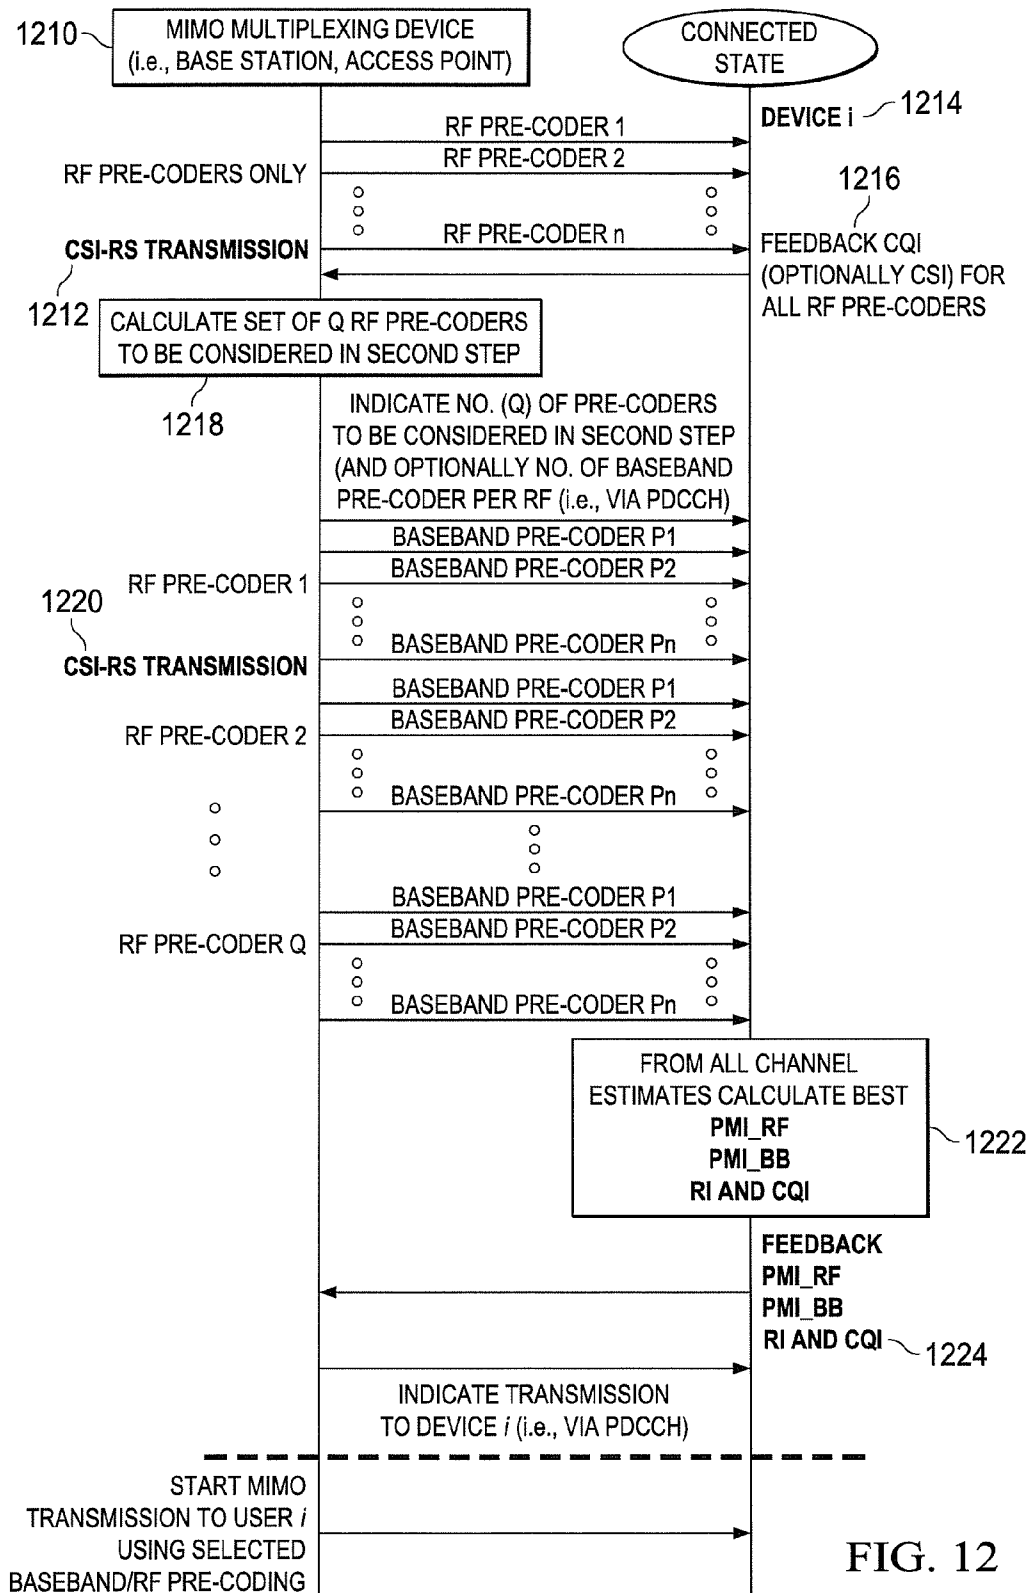 1210
MIMO MULTIPLEXING DEVICE
(i.e., BASE STATION, ACCESS POINT)
CONNECTED
STATE
DEVICE i
1214
RF PRE-CODER 1
RF PRE-CODER 2
RF PRE-CODERS ONLY
1216
RF PRE-CODER n
CSI-RS TRANSMISSION
FEEDBACK CQI
(OPTIONALLY CSI) FOR
ALL RF PRE-CODERS
1212
CALCULATE SET OF Q RF PRE-CODERS
TO BE CONSIDERED IN SECOND STEP
1218
INDICATE NO. (Q) OF PRE-CODERS
TO BE CONSIDERED IN SECOND STEP
(AND OPTIONALLY NO. OF BASEBAND
PRE-CODER PER RF (i.e., VIA PDCCH)
BASEBAND PRE-CODER P1
BASEBAND PRE-CODER P2
RF PRE-CODER 1
1220
BASEBAND PRE-CODER Pn
CSI-RS TRANSMISSION
BASEBAND PRE-CODER P1
BASEBAND PRE-CODER P2
RF PRE-CODER 2
BASEBAND PRE-CODER Pn
BASEBAND PRE-CODER P1
BASEBAND PRE-CODER P2
RF PRE-CODER Q
BASEBAND PRE-CODER Pn
FROM ALL CHANNEL
ESTIMATES CALCULATE BEST
PMI_RF
PMI_BB
RI AND CQI
1222
FEEDBACK
PMI_RF
PMI_BB
RI AND CQI
1224
INDICATE TRANSMISSION
TO DEVICE i (i.e., VIA PDCCH)
START MIMO
TRANSMISSION TO USER i
USING SELECTED
BASEBAND/RF PRE-CODING
FIG. 12